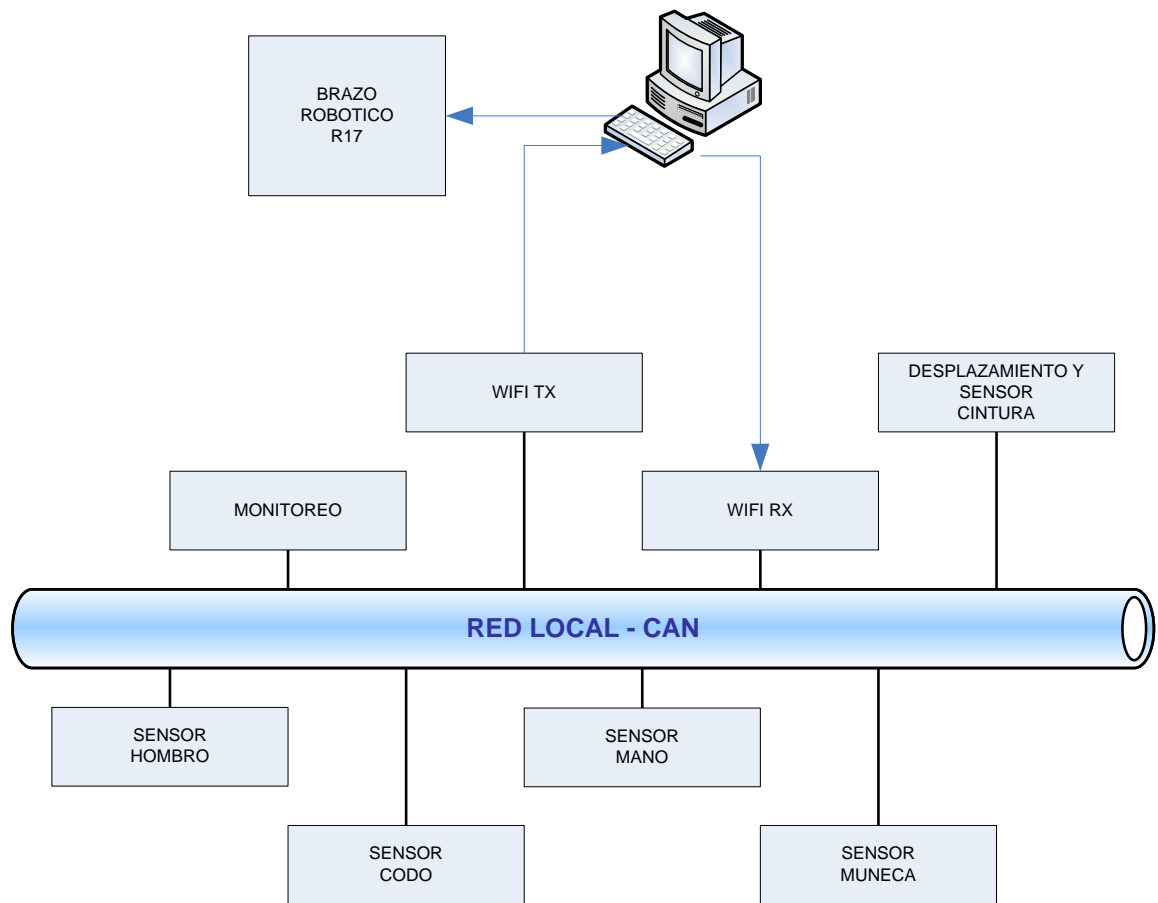 BRAZO
ROBOTICO
R17
WIFI TX
DESPLAZAMIENTO Y
SENSOR
CINTURA
MONITOREO
WIFI RX
RED LOCAL - CAN
SENSOR
HOMBRO
SENSOR
MANO
SENSOR
CODO
SENSOR
MUNECA